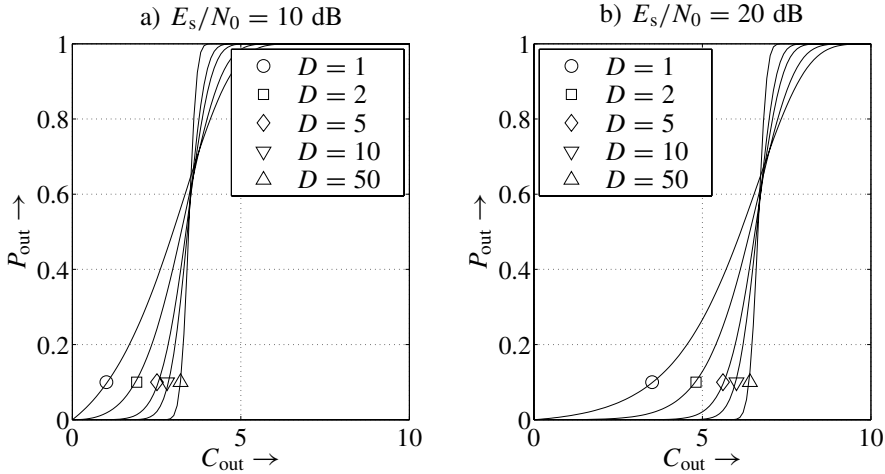 a) E_s/N_0 = 10 dB
1
0.8
0.6
0.4
0.2
0
0
5
10
P_out →
C_out →
D = 1
D = 2
D = 5
D = 10
D = 50
b) E_s/N_0 = 20 dB
1
0.8
0.6
0.4
0.2
0
0
5
10
P_out →
C_out →
D = 1
D = 2
D = 5
D = 10
D = 50